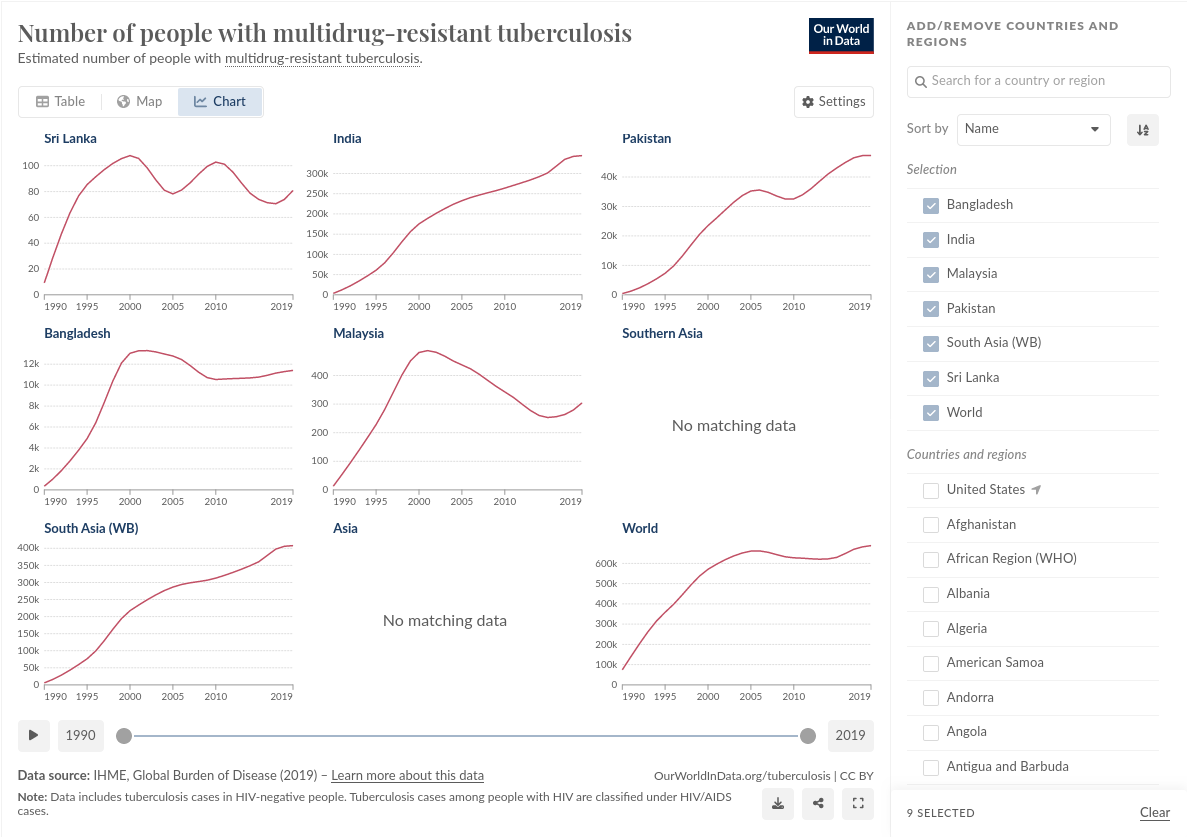 Number of people with multidrug-resistant tuberculosis
Estimated number of people with multidrug-resistant tuberculosis.
Our World
in Data
Table
Map
Chart
Settings
Sri Lanka
100
80
60
40
20
0
1990 1995 2000 2005 2010 2019
India
300k
250k
200k
150k
100k
50k
0
1990 1995 2000 2005 2010 2019
Pakistan
40k
30k
20k
10k
0
1990 1995 2000 2005 2010 2019
Bangladesh
12k
10k
8k
6k
4k
2k
0
1990 1995 2000 2005 2010 2019
Malaysia
400
300
200
100
0
1990 1995 2000 2005 2010 2019
Southern Asia
No matching data
South Asia (WB)
400k
350k
300k
250k
200k
150k
100k
50k
0
1990 1995 2000 2005 2010 2019
Asia
No matching data
World
600k
500k
400k
300k
200k
100k
0
1990 1995 2000 2005 2010 2019
1990
2019
Data source: IHME, Global Burden of Disease (2019) – Learn more about this data
OurWorldInData.org/tuberculosis | CC BY
Note: Data includes tuberculosis cases in HIV-negative people. Tuberculosis cases among people with HIV are classified under HIV/AIDS
cases.
ADD/REMOVE COUNTRIES AND
REGIONS
Search for a country or region
Sort by
Name
Selection
Bangladesh
India
Malaysia
Pakistan
South Asia (WB)
Sri Lanka
World
Countries and regions
United States
Afghanistan
African Region (WHO)
Albania
Algeria
American Samoa
Andorra
Angola
Antigua and Barbuda
9 SELECTED
Clear